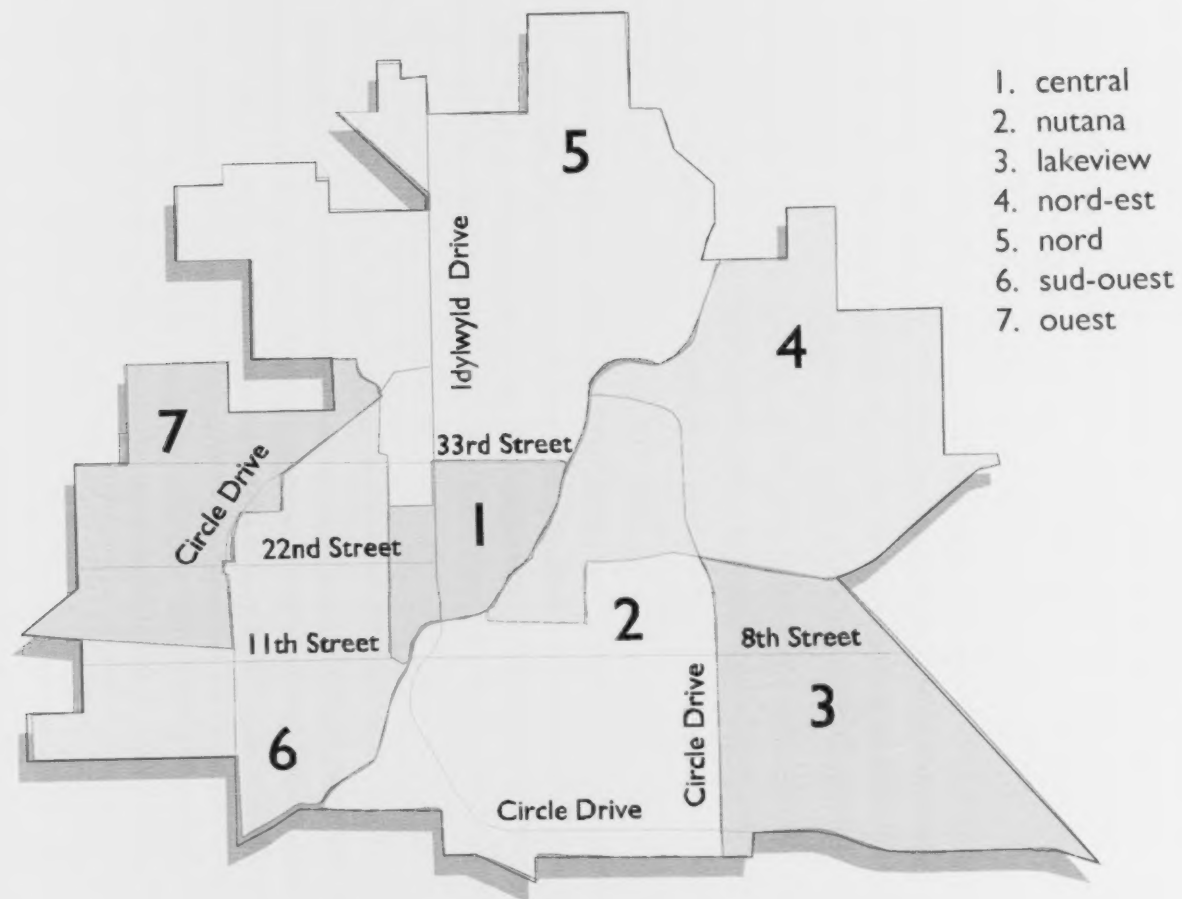 1. central
2. nutana
3. lakeview
4. nord-est
5. nord
6. sud-ouest
7. ouest
5
Idylwyld Drive
4
7
33rd Street
Circle Drive
1
22nd Street
2
11th Street
8th Street
3
Circle Drive
6
Circle Drive